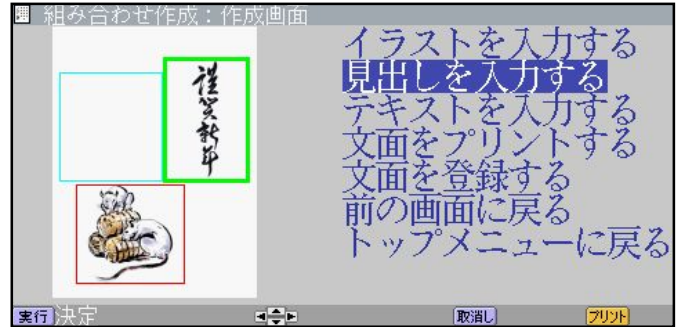 組み合わせ作成：作成画面
謹賀新年
イラストを入力する
見出しを入力する
テキストを入力する
文面をプリントする
文面を登録する
前の画面に戻る
トップメニューに戻る
実行 決定 取消し プリント